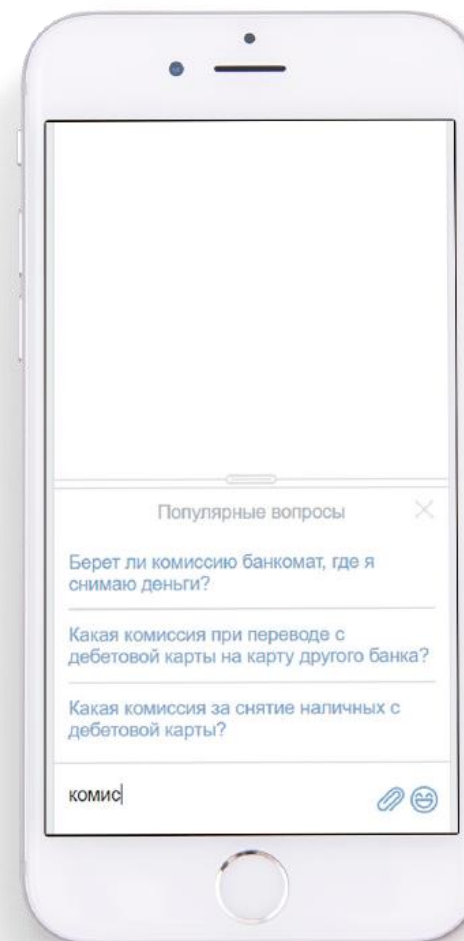 Популярные вопросы
Берет ли комиссию банкомат, где я
снимаю деньги?
Какая комиссия при переводе с
дебетовой карты на карту другого банка?
Какая комиссия за снятие наличных с
дебетовой карты?
комис